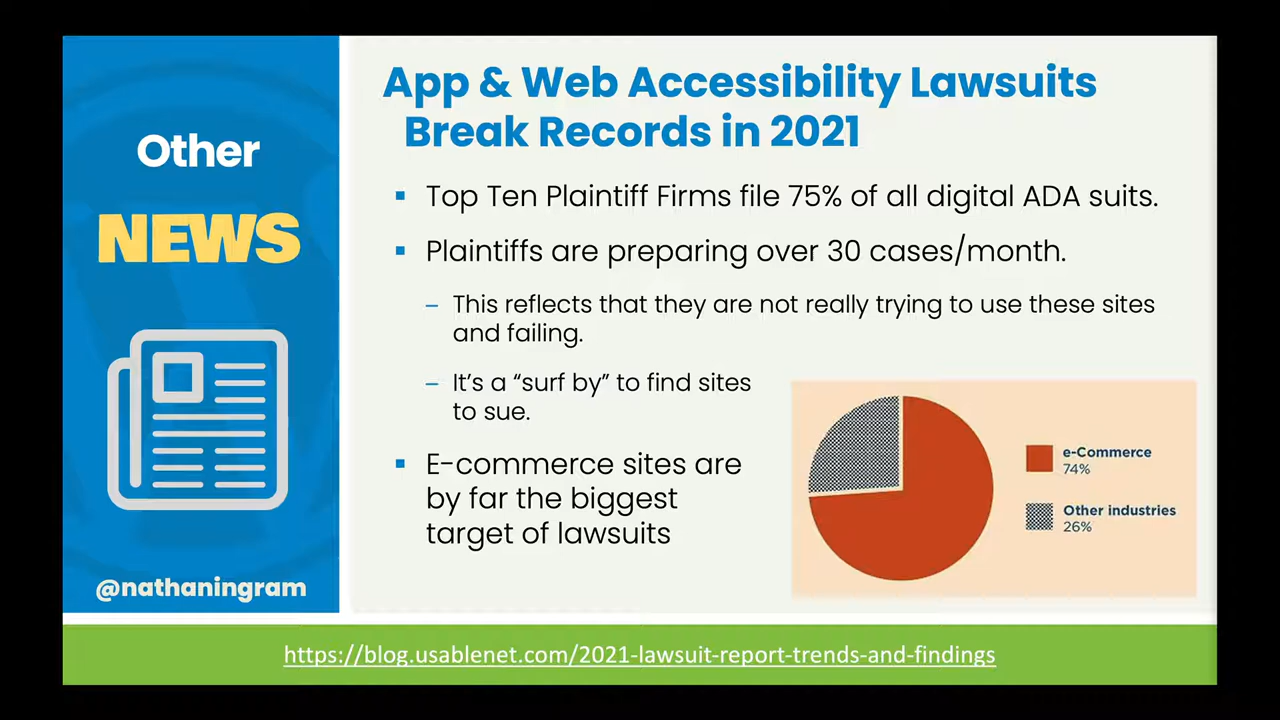 Other
NEWS
@nathaningram
App & Web Accessibility Lawsuits
Break Records in 2021
▪ Top Ten Plaintiff Firms file 75% of all digital ADA suits.
▪ Plaintiffs are preparing over 30 cases/month.
– This reflects that they are not really trying to use these sites
and failing.
– It's a “surf by” to find sites
to sue.
▪ E-commerce sites are
by far the biggest
target of lawsuits
e-Commerce
74%
Other industries
26%
https://blog.usablenet.com/2021-lawsuit-report-trends-and-findings